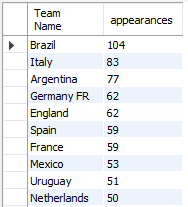 Team Name appearances
Brazil 104
Italy 83
Argentina 77
Germany FR 62
England 62
Spain 59
France 59
Mexico 53
Uruguay 51
Netherlands 50